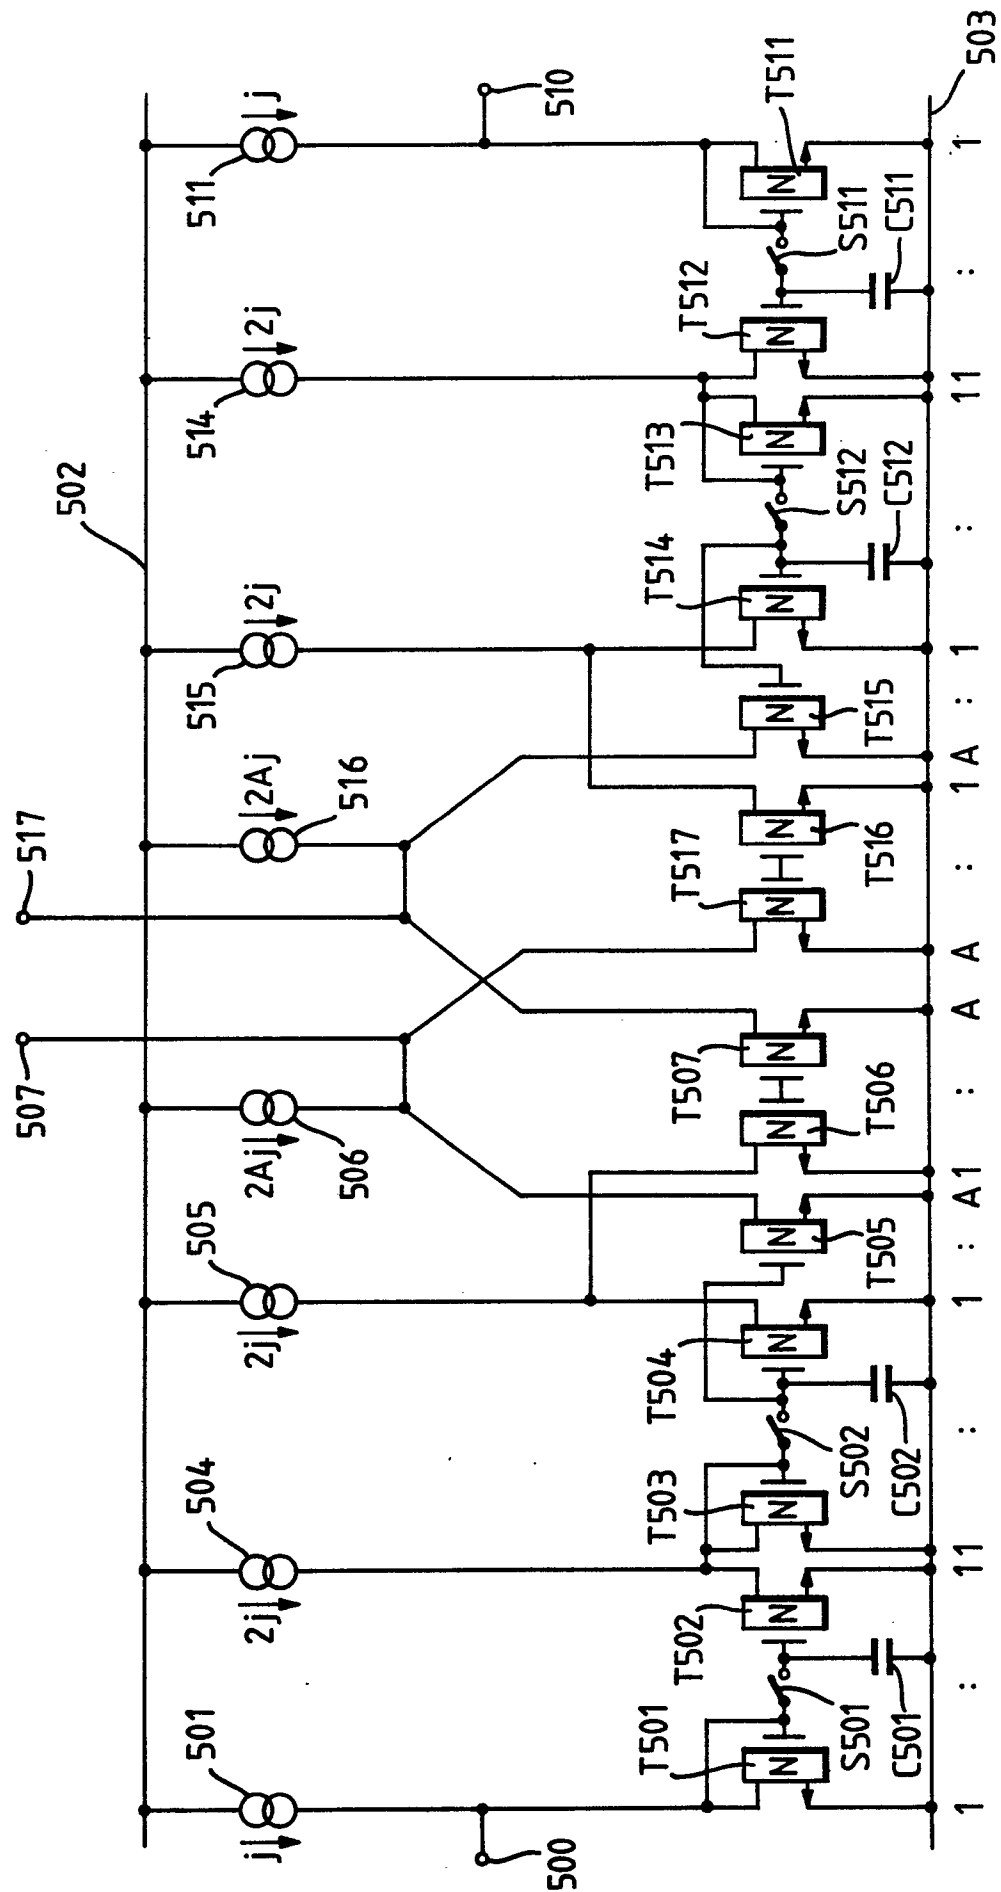 507 517
502
501 504 505 515 514 511
j 2j 2j 2Aj 2Aj 2j 2j j
506 516
500 510
T501 T502 T503 T504 T507 T517 T514 T513 T512 T511
N N N N N N N N N N N N N N
S501 S502 T505 T506 T516 T515 S512 S511
C501 C502 C512 C511
1 : 11 : 1 : A1 : A A : 1A : 1 : 11 : 1
503